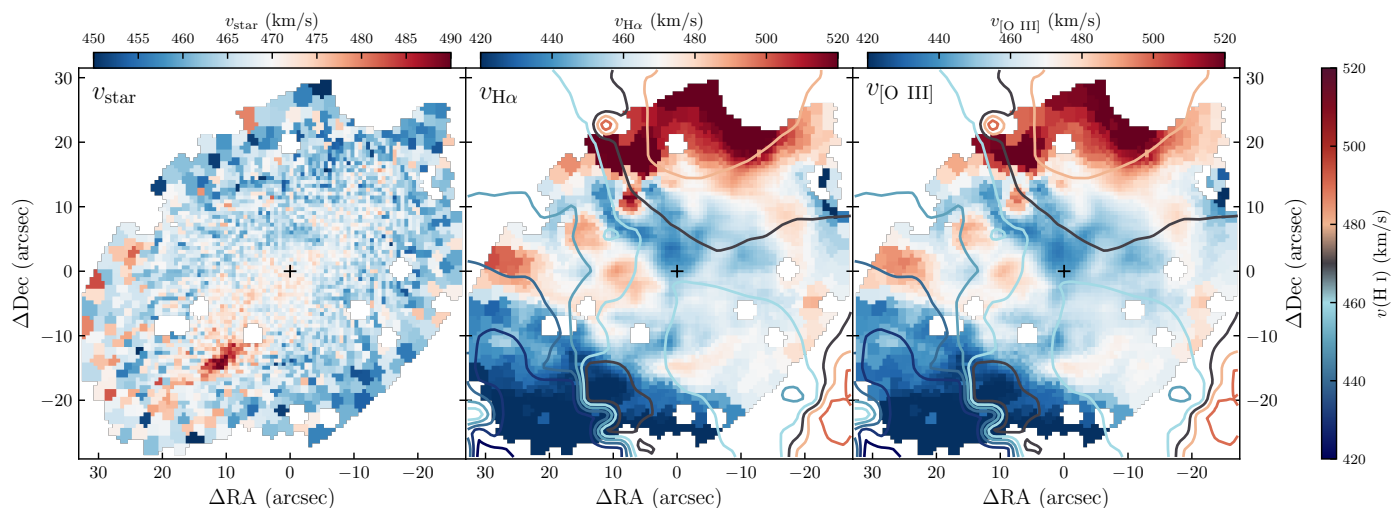 v_star (km/s) v_Hα (km/s) v_[O III] (km/s)
450 455 460 465 470 475 480 485 490 420 440 460 480 500 520 420 440 460 480 500 520
v_star v_Hα v_[O III]
30 20 10 0 −10 −20
ΔDec (arcsec)
30 20 10 0 −10 −20
ΔDec (arcsec)
520 500 480 460 440 420
v(H I) (km/s)
30 20 10 0 −10 −20 30 20 10 0 −10 −20 30 20 10 0 −10 −20
ΔRA (arcsec) ΔRA (arcsec) ΔRA (arcsec)